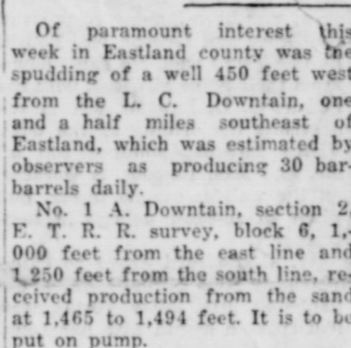 Of paramount interest this
week in Eastland county was the
spudding of a well 450 feet west
from the L. C. Downtain, one
and a half miles southeast of
Eastland, which was estimated by
observers as producing 30 bar-
barrels daily.
No. 1 A. Downtain, section 2,
E. T. R. R. survey, block 6, 1,-
000 feet from the east line and
1,250 feet from the south line, re-
ceived production from the sand
at 1,465 to 1,494 feet. It is to be
put on pump.